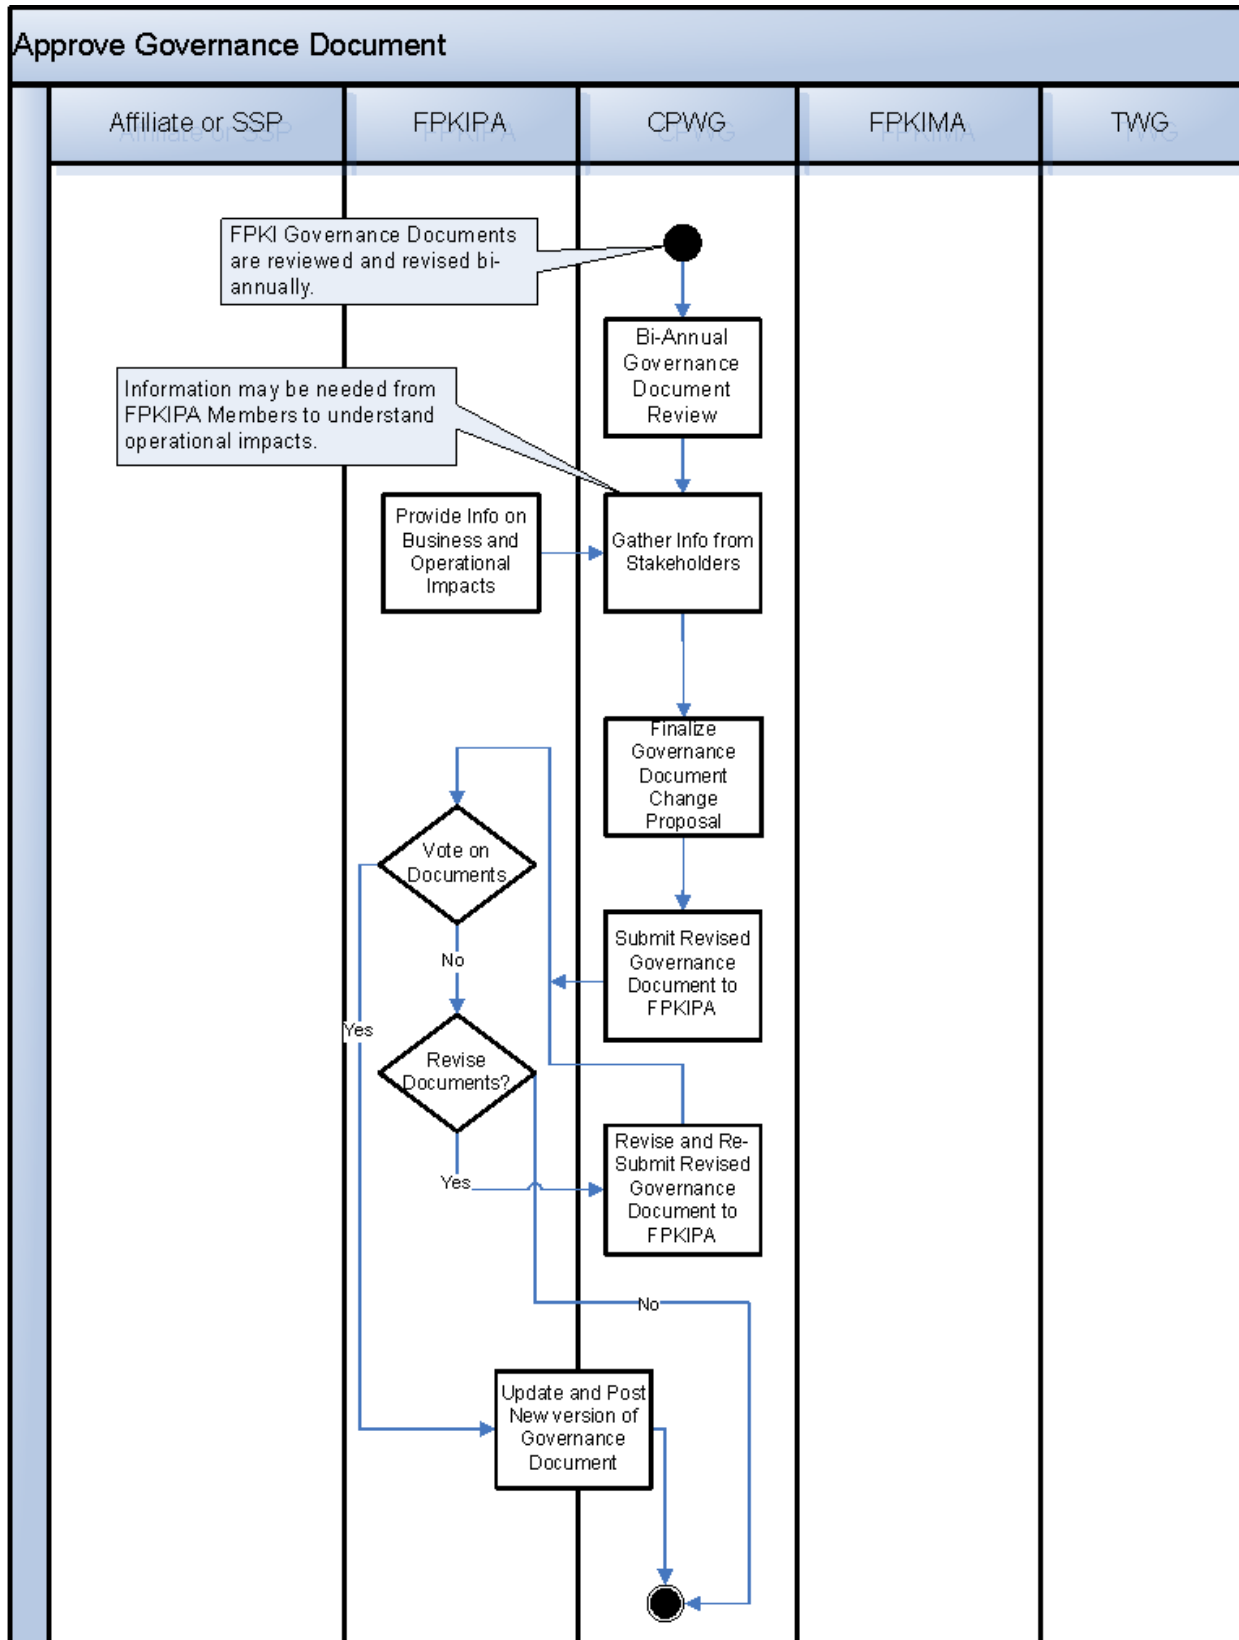 Approve Governance Document
Affiliate or SSP
FPKIPA
CPWG
FPKIMA
TWG
FPKI Governance Documents
are reviewed and revised bi-
annually.
Bi-Annual
Governance
Document
Review
Information may be needed from
FPKIPA Members to understand
operational impacts.
Provide Info on
Business and
Operational
Impacts
Gather Info from
Stakeholders
Finalize
Governance
Document
Change
Proposal
Vote on
Documents
No
Submit Revised
Governance
Document to
FPKIPA
Yes
Revise
Documents?
Yes
Revise and Re-
Submit Revised
Governance
Document to
FPKIPA
No
Update and Post
New version of
Governance
Document